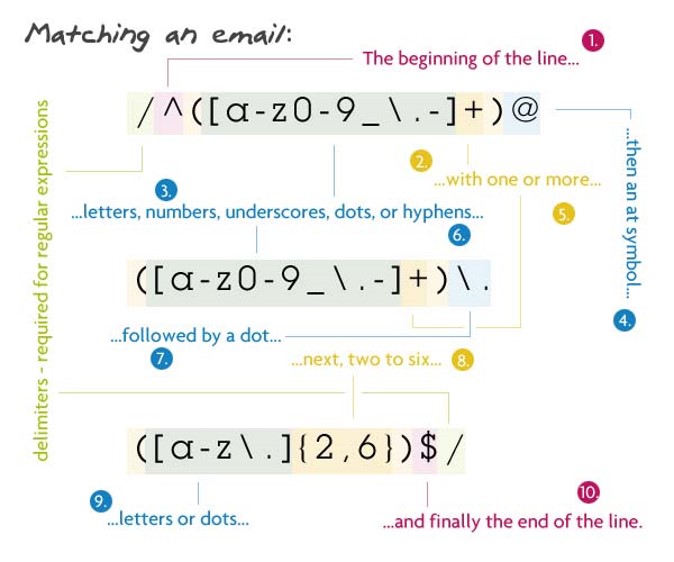 Matching an email:
1.
The beginning of the line...
/^([a-z0-9_\.-]+)@
2.
...with one or more...
3.
...letters, numbers, underscores, dots, or hyphens...
...then an at symbol...
4.
5.
6.
([a-z0-9_\.-]+)\.
...followed by a dot...
7.
...next, two to six...
8.
delimiters - required for regular expressions
([a-z\.]{2,6})$/
9.
...letters or dots...
10.
...and finally the end of the line.